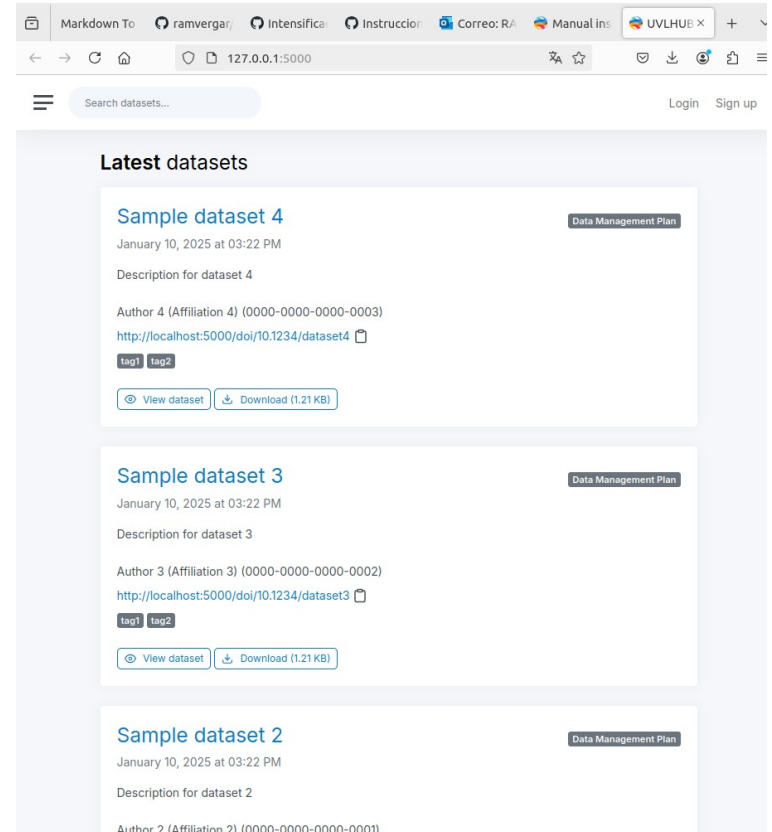 Markdown To
ramvergar/
Intensifica
Instruccion
Correo: RA
Manual ins
UVLHUB
127.0.0.1:5000
Search datasets...
Login
Sign up
Latest datasets
Sample dataset 4
Data Management Plan
January 10, 2025 at 03:22 PM
Description for dataset 4
Author 4 (Affiliation 4) (0000-0000-0000-0003)
http://localhost:5000/doi/10.1234/dataset4
tag1 tag2
View dataset
Download (1.21 KB)
Sample dataset 3
Data Management Plan
January 10, 2025 at 03:22 PM
Description for dataset 3
Author 3 (Affiliation 3) (0000-0000-0000-0002)
http://localhost:5000/doi/10.1234/dataset3
tag1 tag2
View dataset
Download (1.21 KB)
Sample dataset 2
Data Management Plan
January 10, 2025 at 03:22 PM
Description for dataset 2
Author 2 (Affiliation 2) (0000-0000-0000-0001)